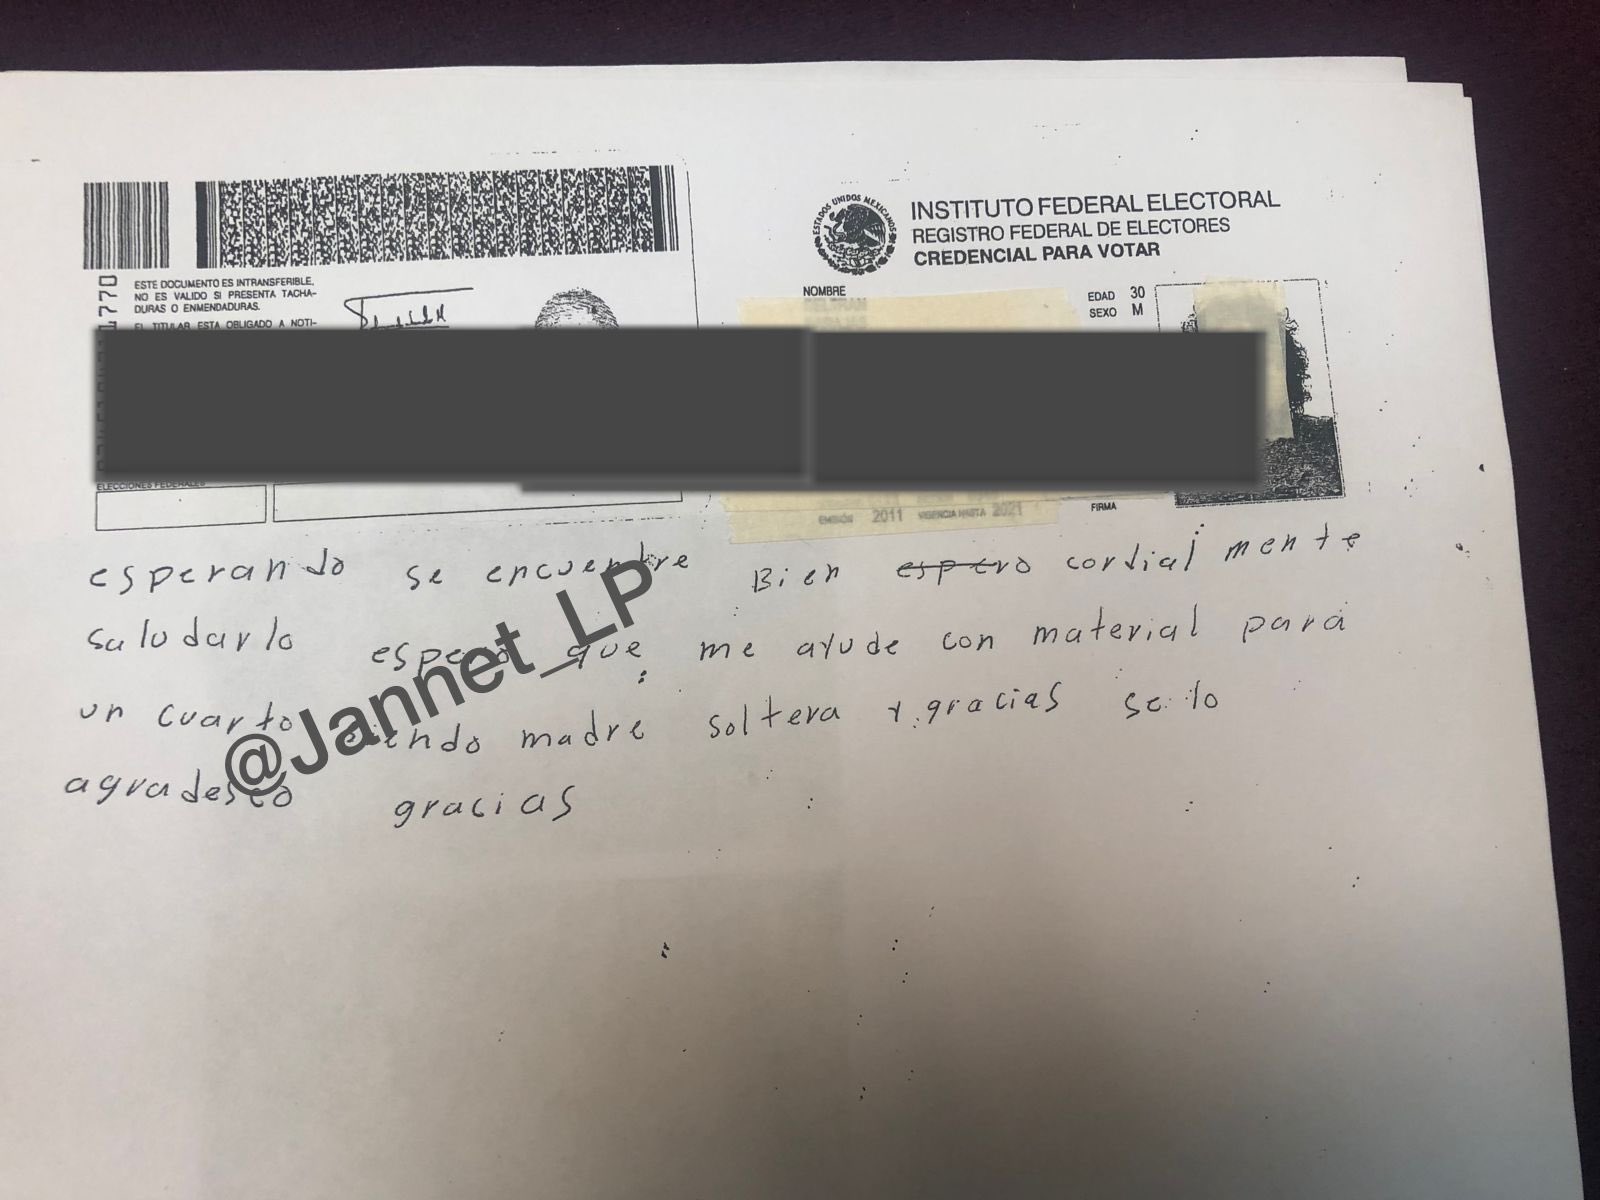 ESTE DOCUMENTO ES INTRANSFERIBLE,
NO ES VALIDO SI PRESENTA TACHA-
DURAS O ENMENDADURAS.
EL TITULAR ESTA OBLIGADO A NOTI-
ELECCIONES FEDERALES
ESTADOS UNIDOS MEXICANOS
INSTITUTO FEDERAL ELECTORAL
REGISTRO FEDERAL DE ELECTORES
CREDENCIAL PARA VOTAR
NOMBRE
EDAD 30
SEXO M
EMISIÓN 2011 VIGENCIA HASTA 2021
FIRMA
esperando se encuentre Bien espero cordial mente
saludarlo espero que me ayude con material para
un cuarto siendo madre soltera y gracias se lo
agradesco gracias
@Jannet_LP